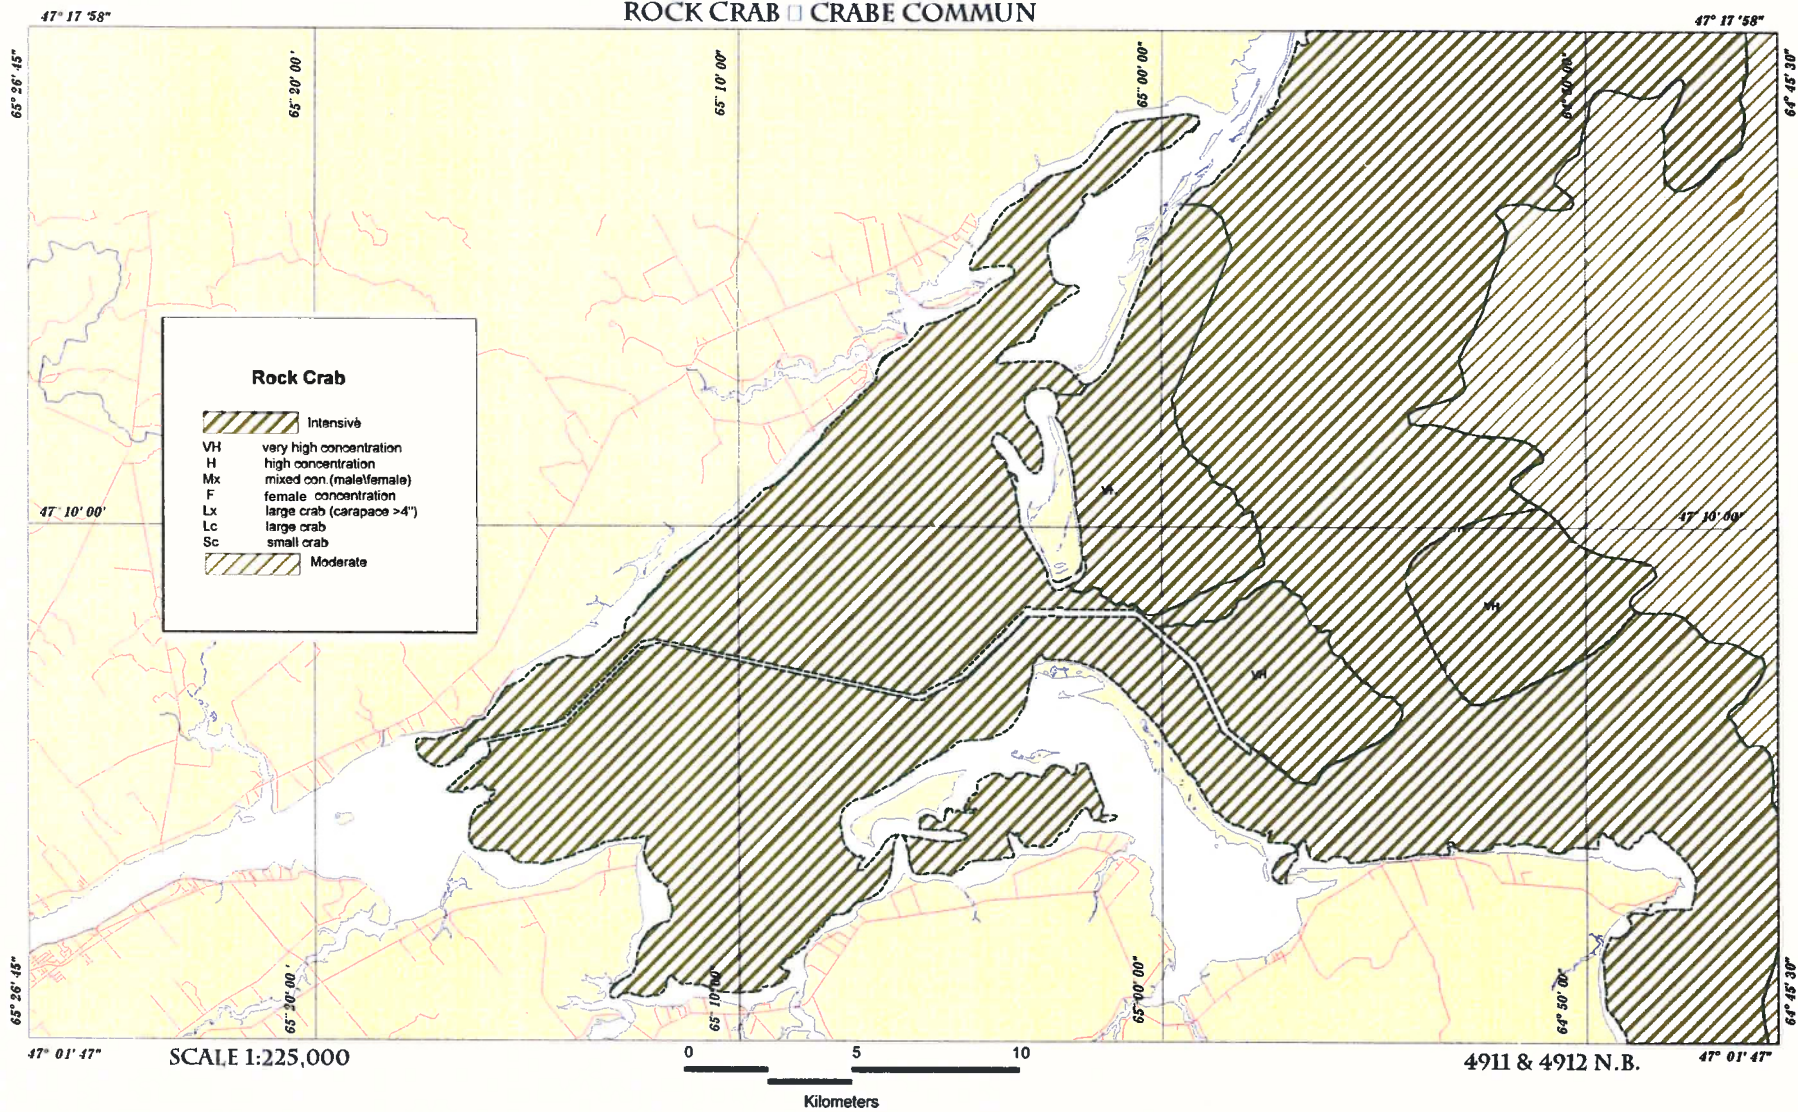 ROCK CRAB □ CRABE COMMUN
47° 17 '58"
47° 17 '58"
65° 26' 45"
65° 20' 00'
65° 10' 00"
65° 00' 00"
64° 50' 00"
64° 45' 30"
Rock Crab
Intensive
VH very high concentration
H high concentration
Mx mixed con.(male\female)
F female concentration
Lx large crab (carapace >4")
Lc large crab
Sc small crab
Moderate
47° 10' 00'
47° 10' 00"
VH
VH
65° 26' 45"
65° 20' 00'
65° 10' 00"
65° 00' 00"
64° 50' 00"
64° 45' 30"
47° 01' 47"
SCALE 1:225,000
0 5 10
Kilometers
4911 & 4912 N.B.
47° 01' 47"